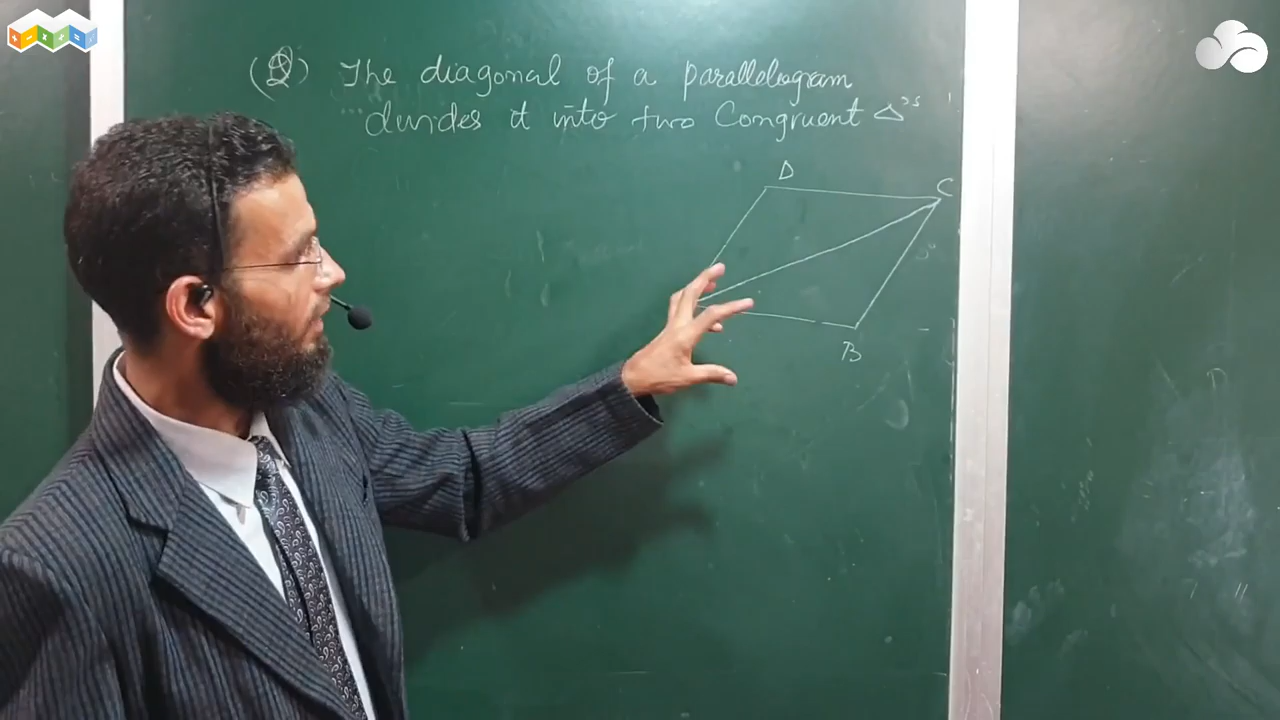 (Q) The diagonal of a parallelogram
divides it into two Congruent Δ's
D
C
B